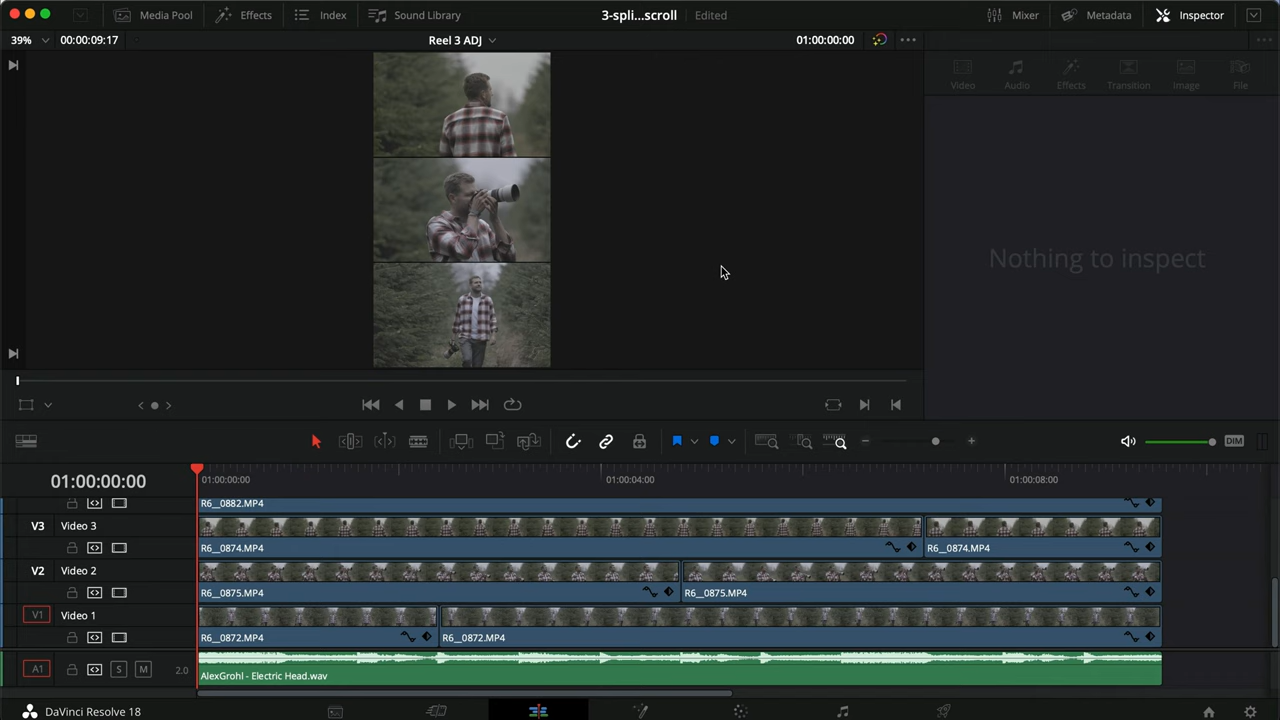 Media Pool
Effects
Index
Sound Library
3-spli...scroll
Edited
Mixer
Metadata
Inspector
39%
00:00:09:17
Reel 3 ADJ
01:00:00:00
Video
Audio
Effects
Transition
Image
File
Nothing to inspect
DIM
01:00:00:00
01:00:00:00
01:00:04:00
01:00:08:00
R6__0882.MP4
V3
Video 3
R6__0874.MP4
R6__0874.MP4
V2
Video 2
R6__0875.MP4
R6__0875.MP4
V1
Video 1
R6__0872.MP4
R6__0872.MP4
A1
S
M
2.0
AlexGrohl - Electric Head.wav
DaVinci Resolve 18